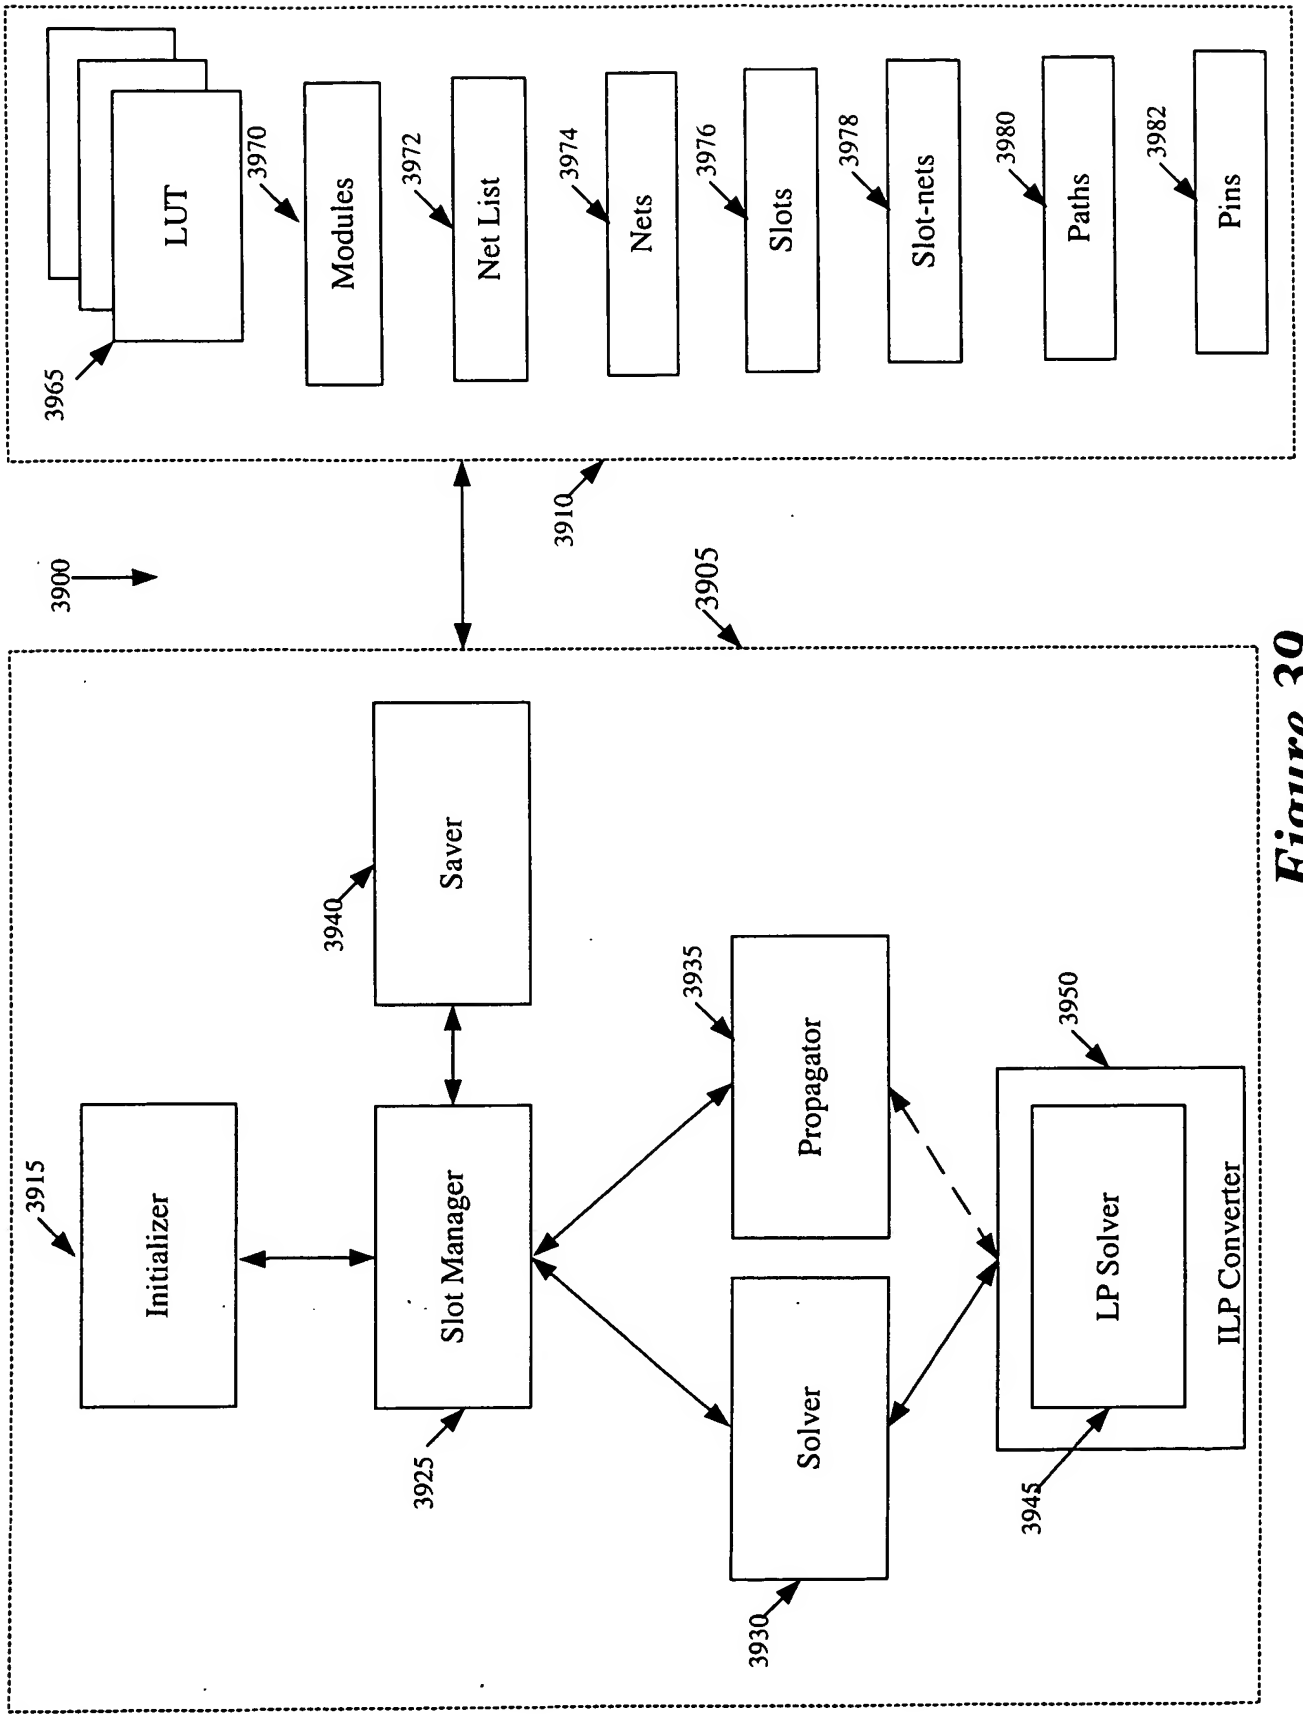 3900
3905
3915
Initializer
3925
Slot Manager
3940
Saver
3930
Solver
3935
Propagator
3945
LP Solver
3950
ILP Converter
3910
3965
LUT
3970
Modules
3972
Net List
3974
Nets
3976
Slots
3978
Slot-nets
3980
Paths
3982
Pins
Figure 39